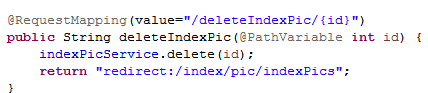 @RequestMapping(value="/deleteIndexPic/{id}")
public String deleteIndexPic(@PathVariable int id) {
    indexPicService.delete(id);
    return "redirect:/index/pic/indexPics";
}